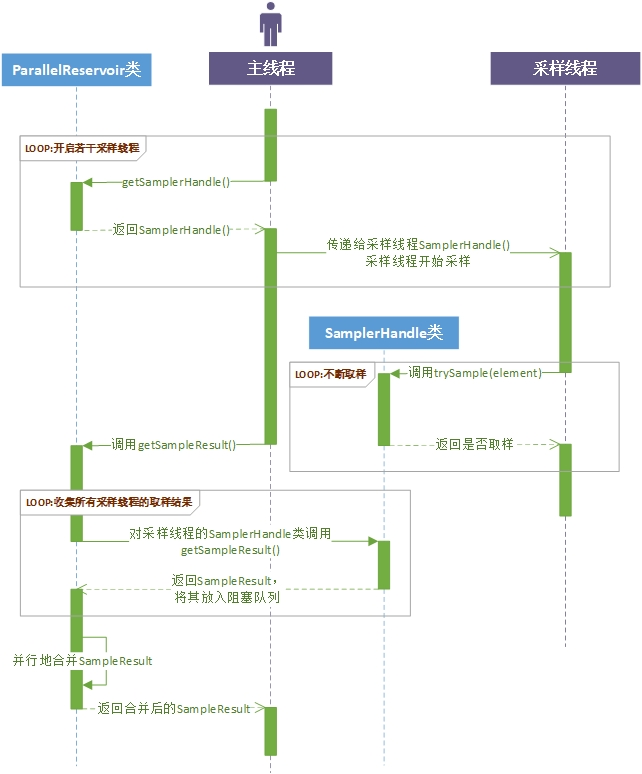 ParallelReservoir类
主线程
采样线程
LOOP:开启若干采样线程
getSamplerHandle()
返回SamplerHandle()
传递给采样线程SamplerHandle()
采样线程开始采样
SamplerHandle类
LOOP:不断取样
调用trySample(element)
返回是否取样
调用getSampleResult()
LOOP:收集所有采样线程的取样结果
对采样线程的SamplerHandle类调用
getSampleResult()
返回SampleResult，
将其放入阻塞队列
并行地合并SampleResult
返回合并后的SampleResult